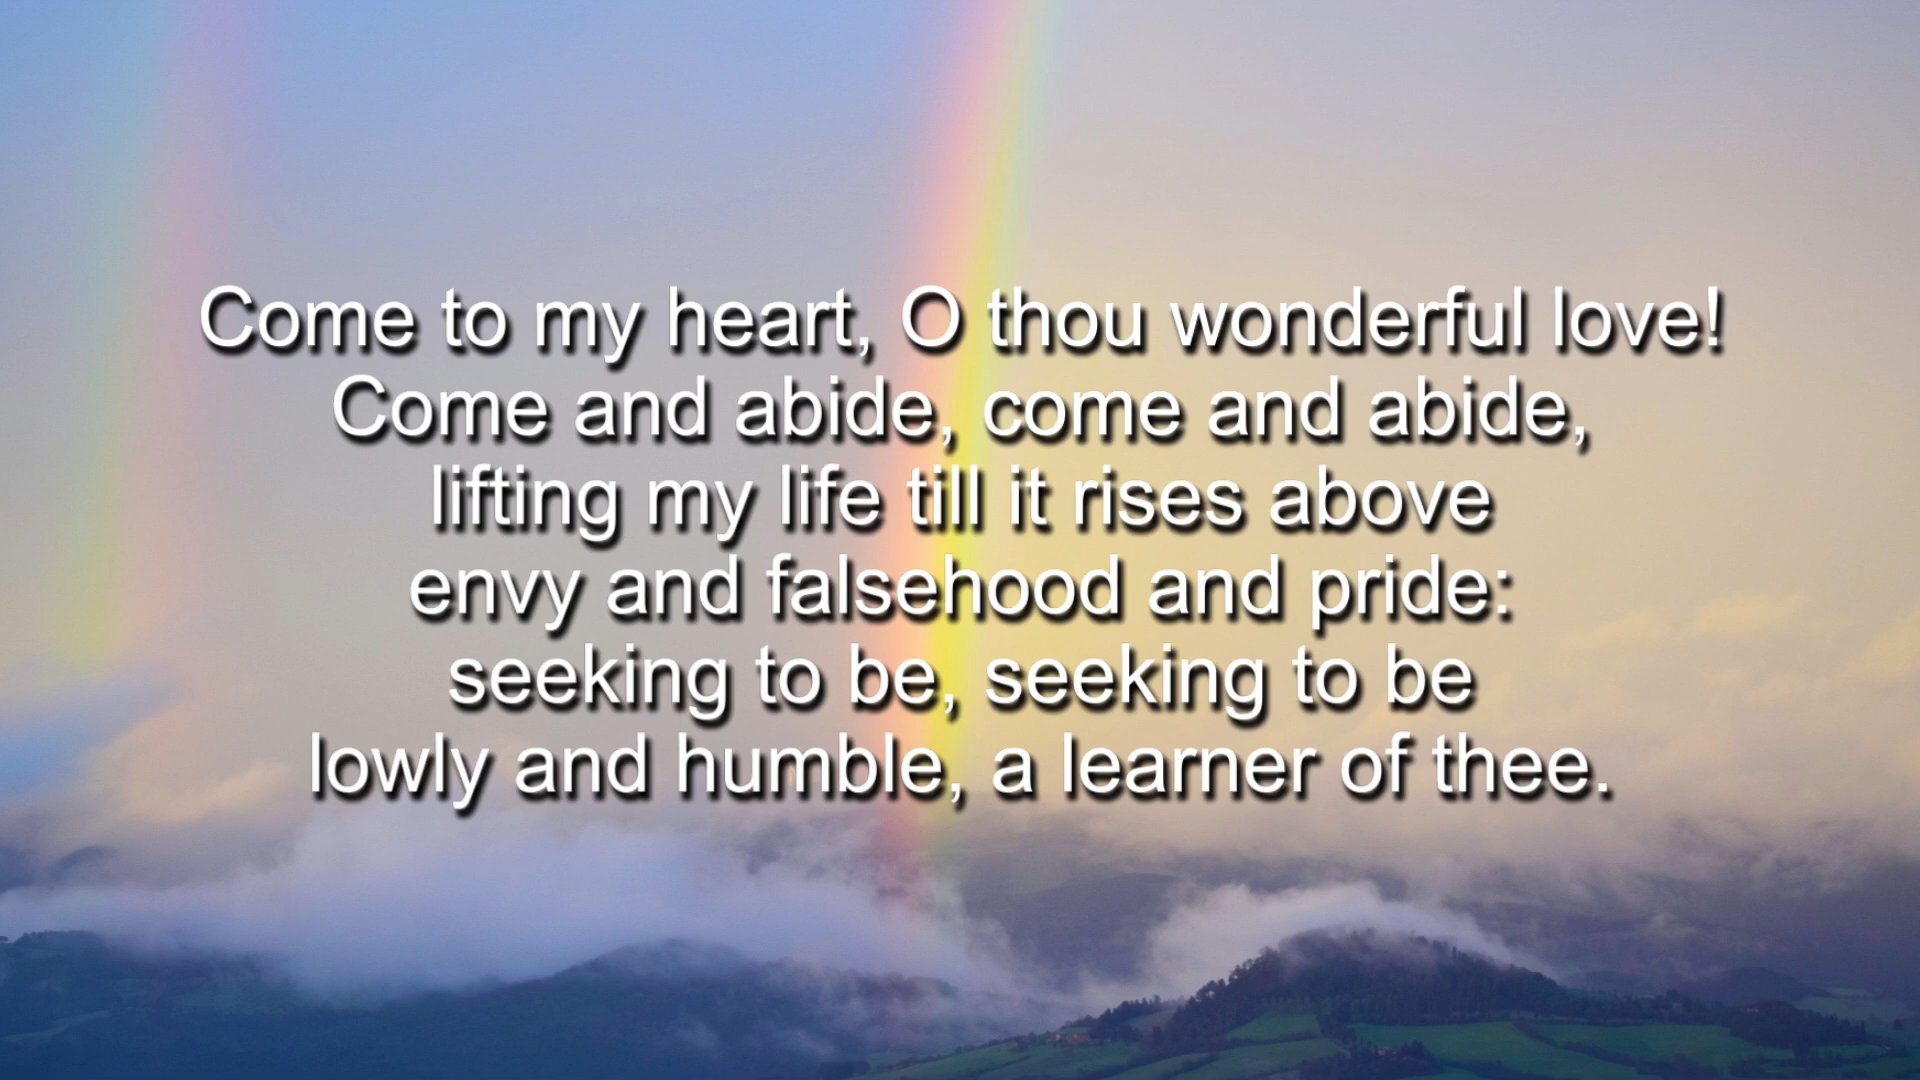 Come to my heart, O thou wonderful love!
Come and abide, come and abide,
lifting my life till it rises above
envy and falsehood and pride:
seeking to be, seeking to be
lowly and humble, a learner of thee.